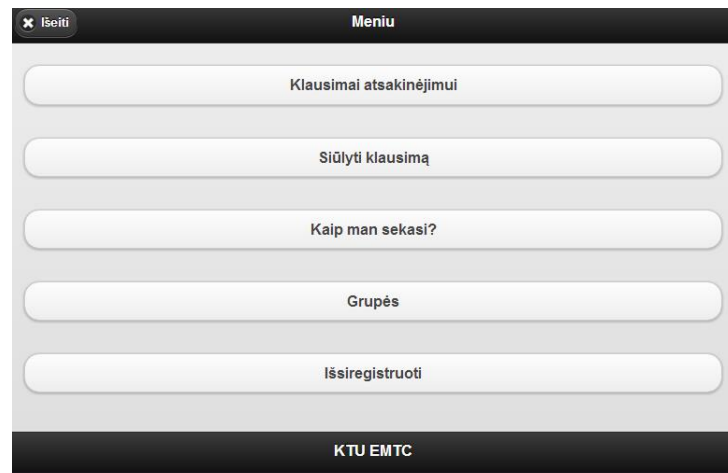 Išeiti
Meniu
Klausimai atsakinėjimui
Siūlyti klausimą
Kaip man sekasi?
Grupės
Išsiregistruoti
KTU EMTC